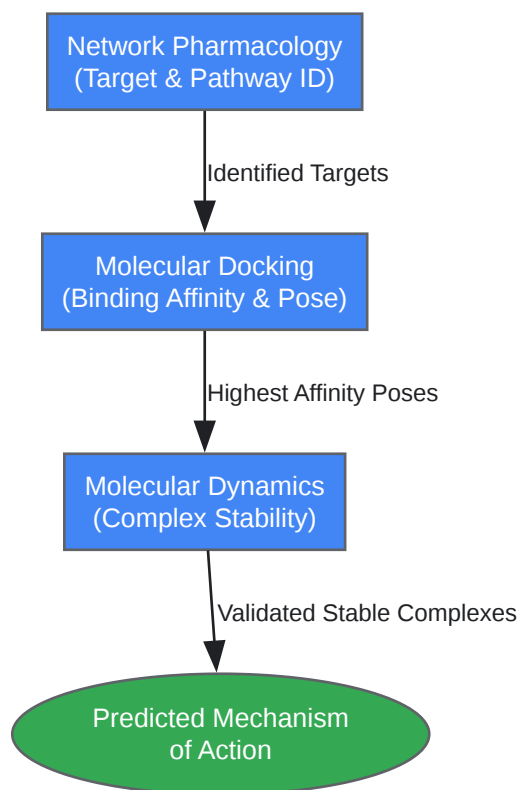 Network Pharmacology
(Target & Pathway ID)
Identified Targets
Molecular Docking
(Binding Affinity & Pose)
Highest Affinity Poses
Molecular Dynamics
(Complex Stability)
Validated Stable Complexes
Predicted Mechanism
of Action